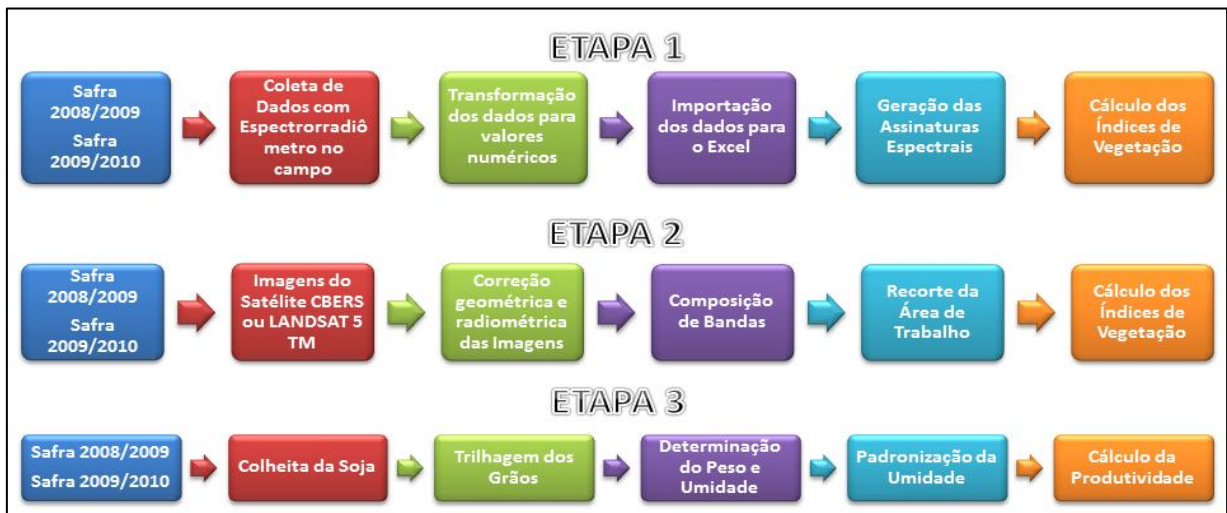 ETAPA 1
Safra
2008/2009
Safra
2009/2010
Coleta de
Dados com
Espectrorradiô
metro no
campo
Transformação
dos dados para
valores
numéricos
Importação
dos dados para
o Excel
Geração das
Assinaturas
Espectrais
Cálculo dos
Índices de
Vegetação
ETAPA 2
Safra
2008/2009
Safra
2009/2010
Imagens do
Satélite CBERS
ou LANDSAT 5
TM
Correção
geométrica e
radiométrica
das Imagens
Composição
de Bandas
Recorte da
Área de
Trabalho
Cálculo dos
Índices de
Vegetação
ETAPA 3
Safra 2008/2009
Safra 2009/2010
Colheita da Soja
Trilhagem dos
Grãos
Determinação
do Peso e
Umidade
Padronização da
Umidade
Cálculo da
Produtividade